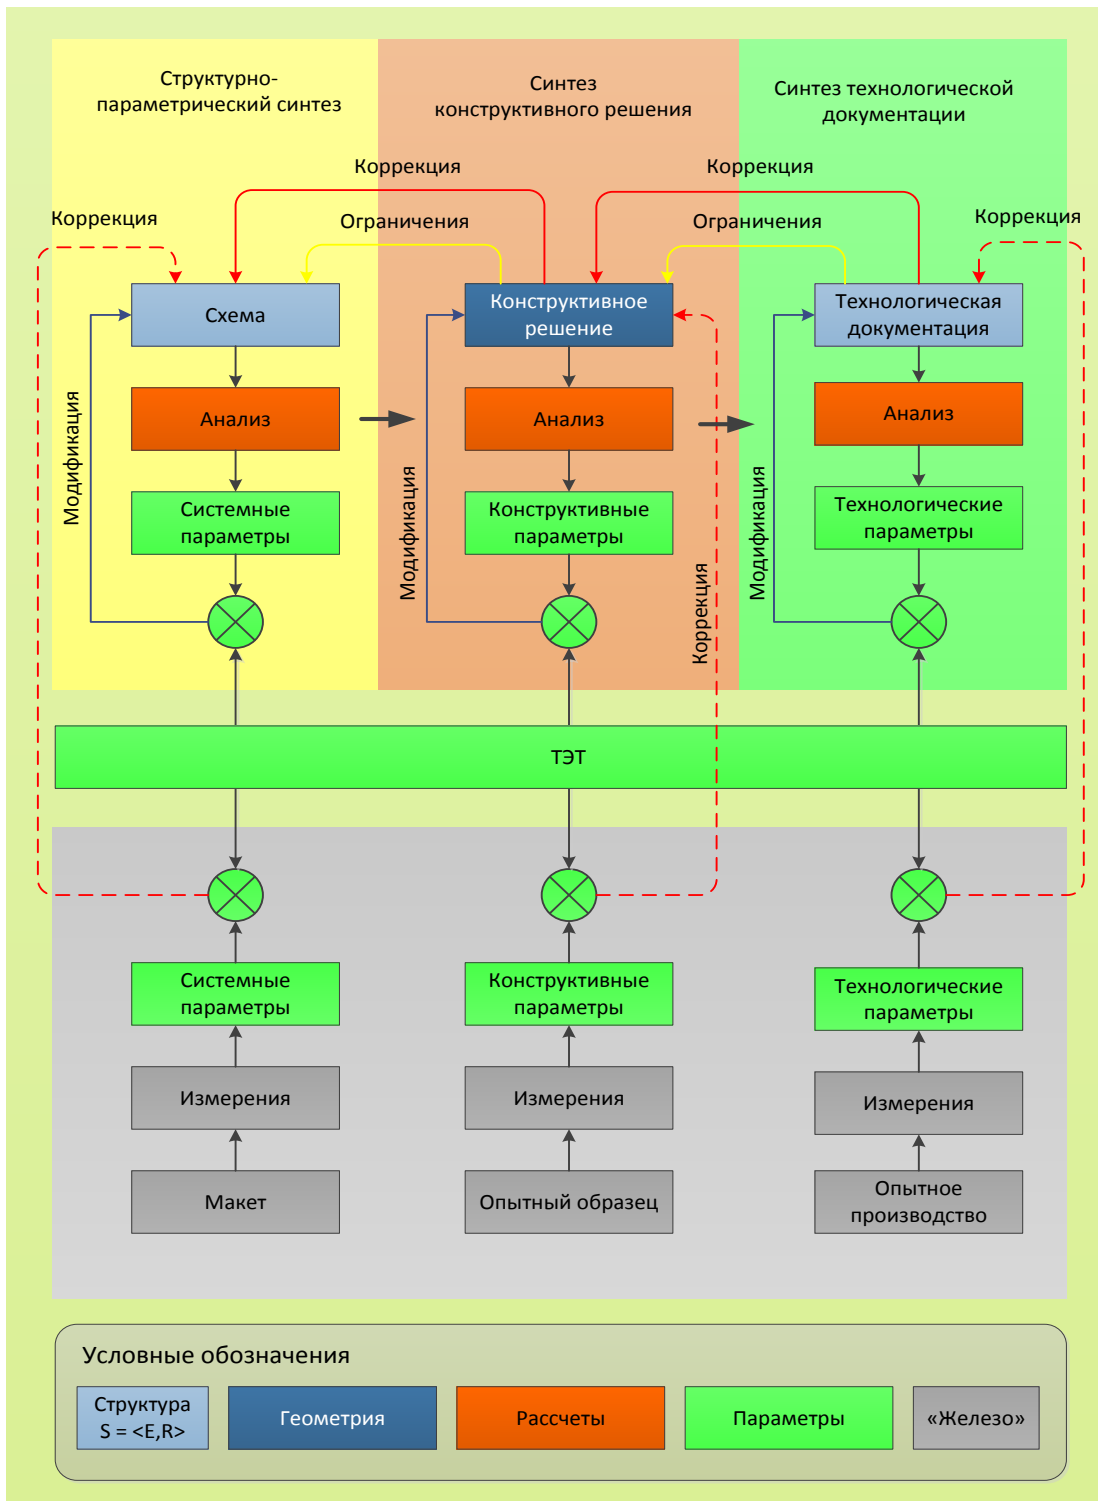 Структурно-
параметрический синтез
Синтез
конструктивного решения
Синтез технологической
документации
Коррекция
Коррекция
Коррекция
Ограничения
Ограничения
Коррекция
Схема
Конструктивное
решение
Технологическая
документация
Модификация
Анализ
Модификация
Анализ
Модификация
Анализ
Системные
параметры
Конструктивные
параметры
Технологические
параметры
Коррекция
ТЭТ
Системные
параметры
Конструктивные
параметры
Технологические
параметры
Измерения
Измерения
Измерения
Макет
Опытный образец
Опытное
производство
Условные обозначения
Структура
S = <E,R>
Геометрия
Рассчеты
Параметры
«Железо»